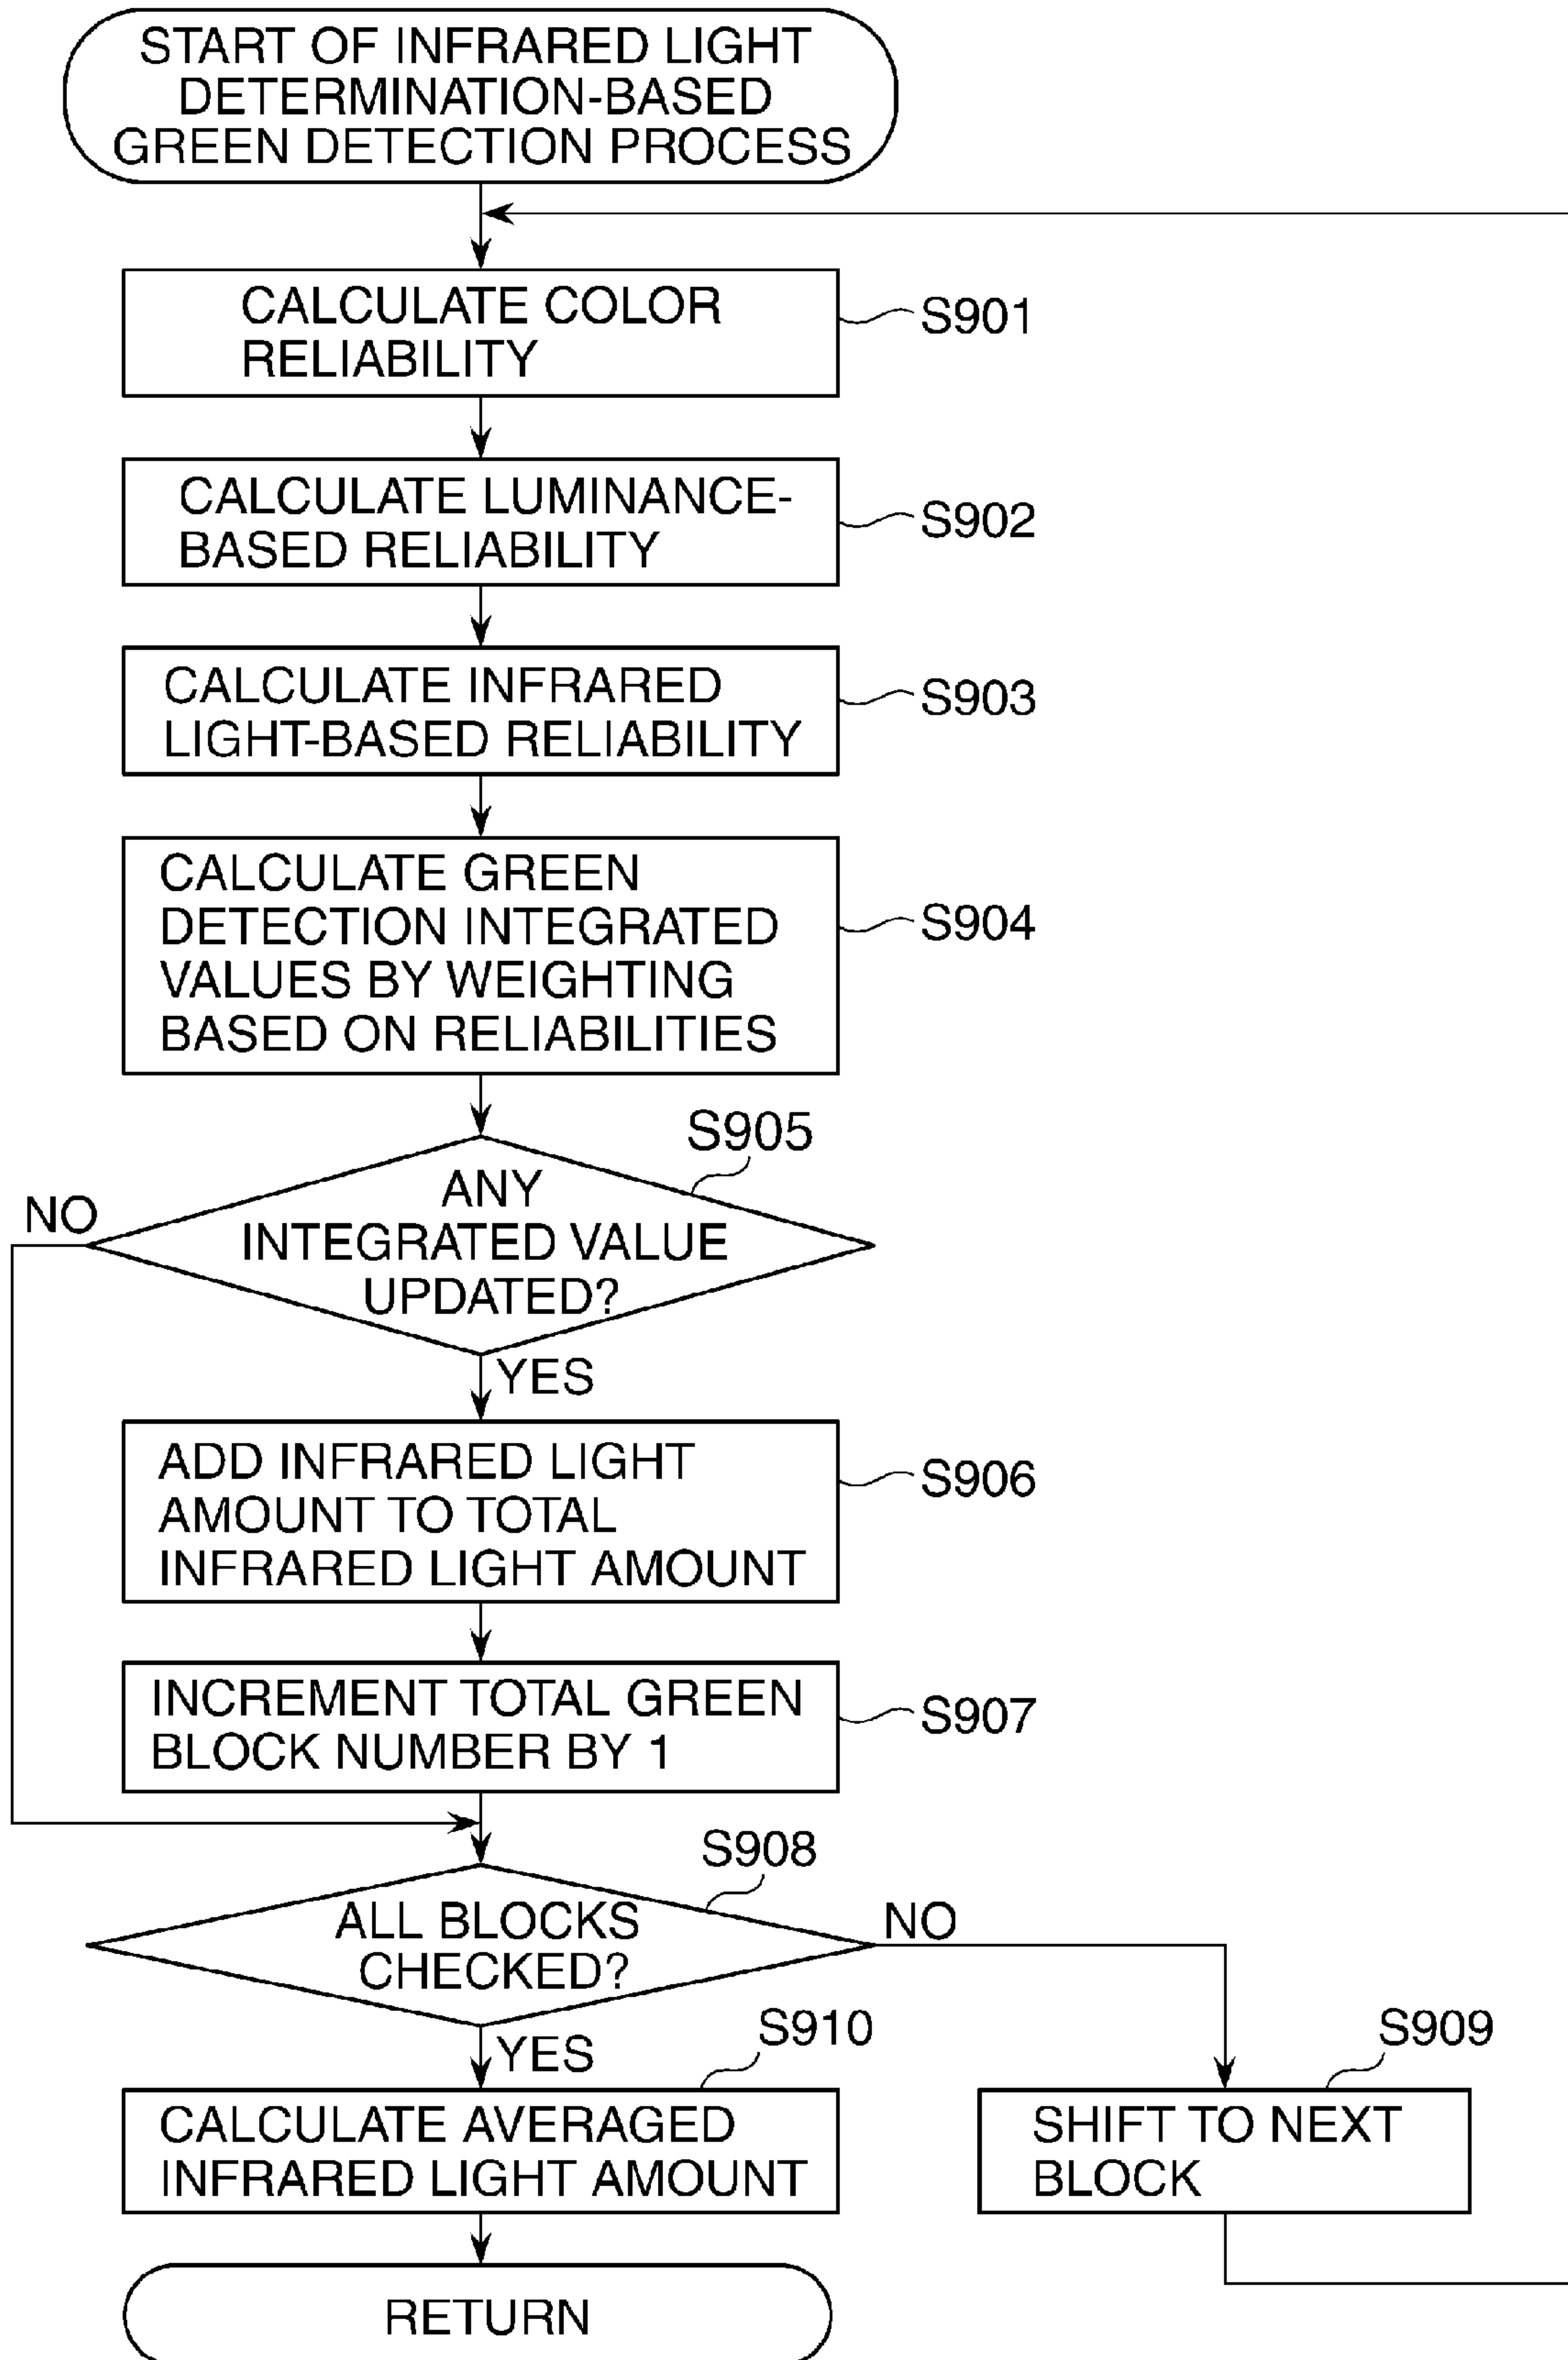 START OF INFRARED LIGHT
DETERMINATION-BASED
GREEN DETECTION PROCESS
CALCULATE COLOR
RELIABILITY
S901
CALCULATE LUMINANCE-
BASED RELIABILITY
S902
CALCULATE INFRARED
LIGHT-BASED RELIABILITY
S903
CALCULATE GREEN
DETECTION INTEGRATED
VALUES BY WEIGHTING
BASED ON RELIABILITIES
S904
S905
ANY
INTEGRATED VALUE
UPDATED?
NO
YES
ADD INFRARED LIGHT
AMOUNT TO TOTAL
INFRARED LIGHT AMOUNT
S906
INCREMENT TOTAL GREEN
BLOCK NUMBER BY 1
S907
S908
ALL BLOCKS
CHECKED?
NO
YES
S910
CALCULATE AVERAGED
INFRARED LIGHT AMOUNT
S909
SHIFT TO NEXT
BLOCK
RETURN